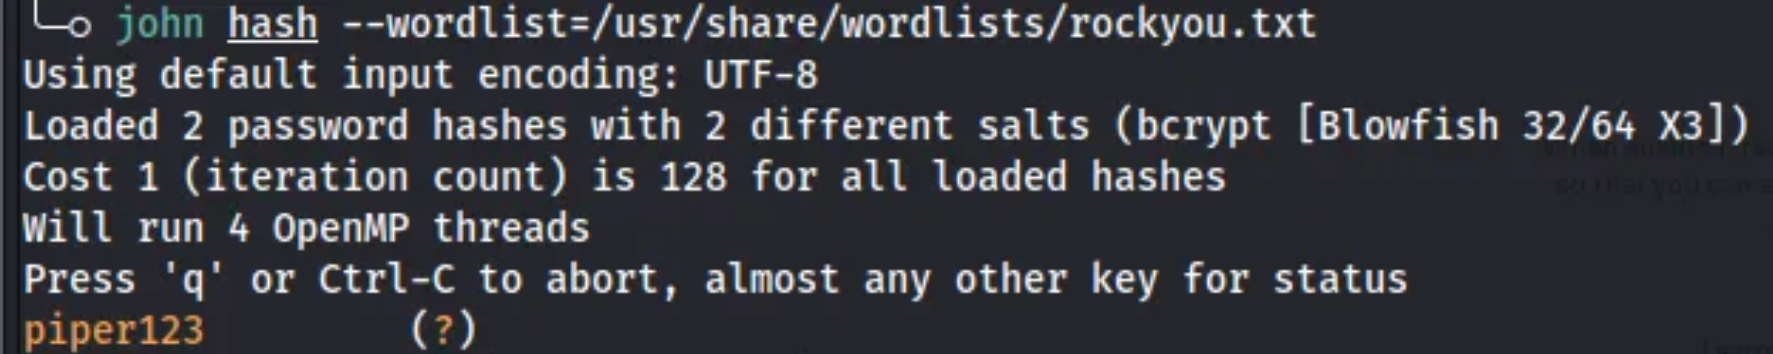 john hash --wordlist=/usr/share/wordlists/rockyou.txt
Using default input encoding: UTF-8
Loaded 2 password hashes with 2 different salts (bcrypt [Blowfish 32/64 X3])
Cost 1 (iteration count) is 128 for all loaded hashes
Will run 4 OpenMP threads
Press 'q' or Ctrl-C to abort, almost any other key for status
piper123 (?)